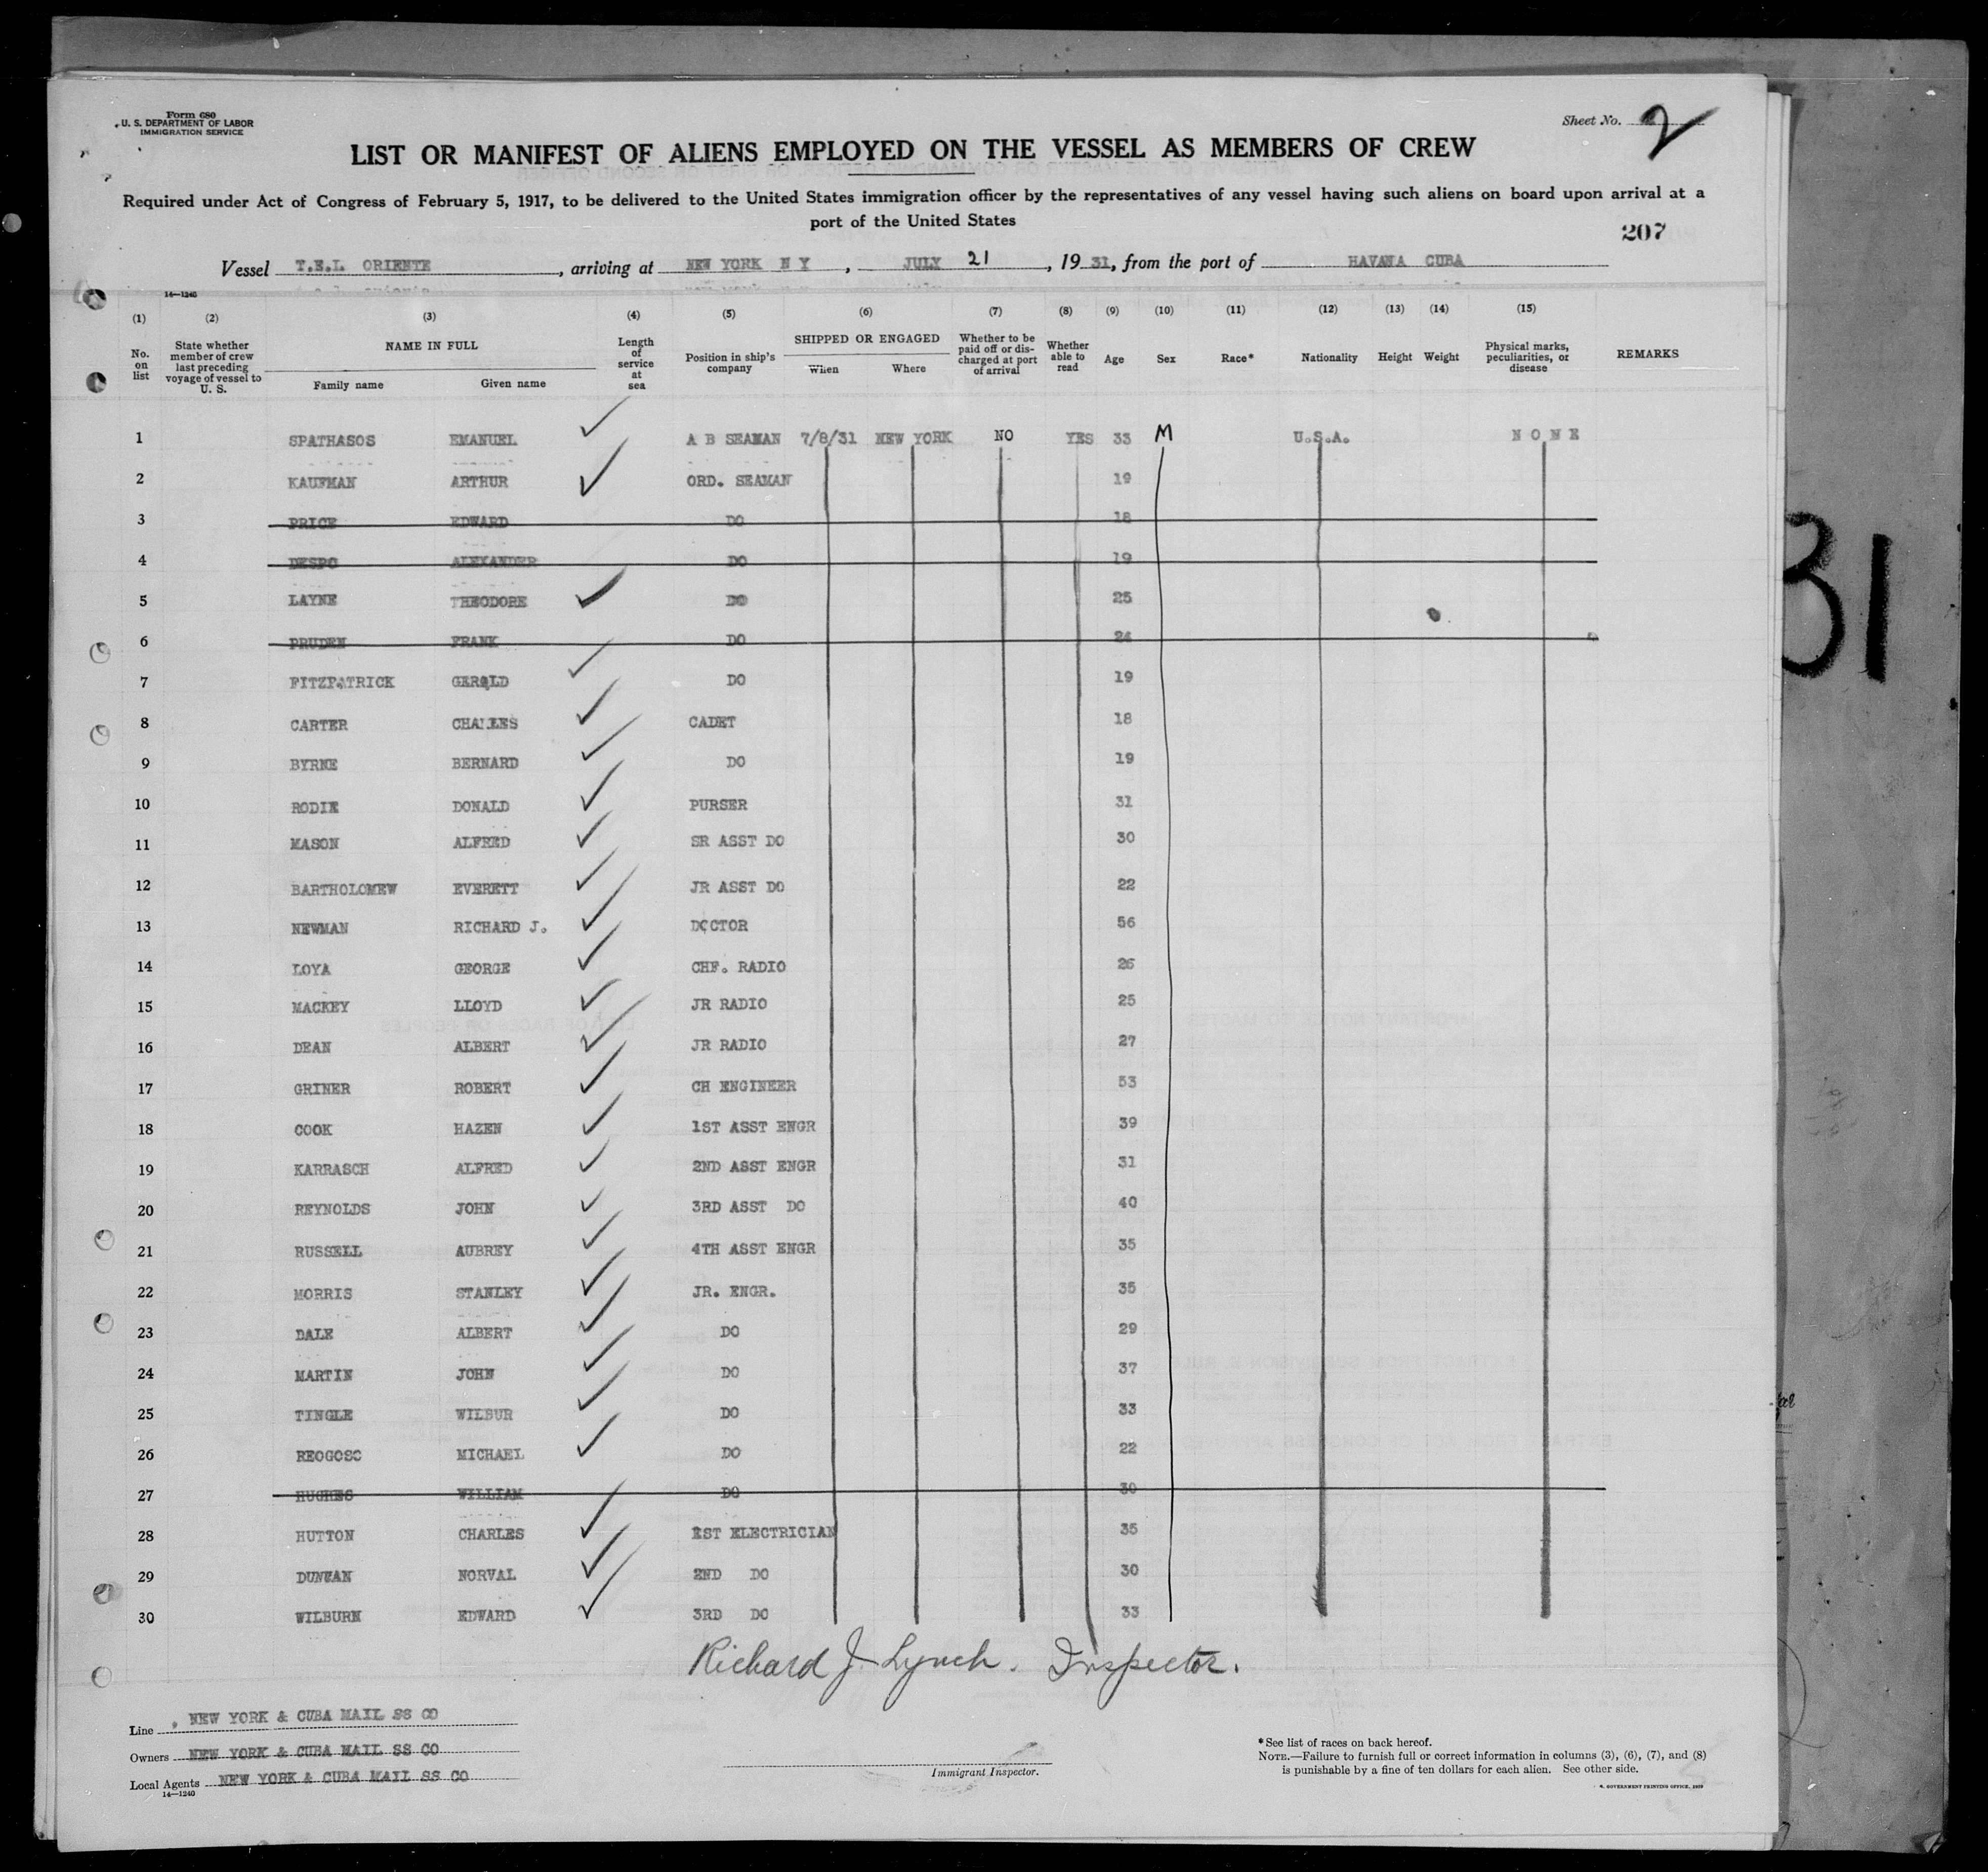 Form 680
U. S. DEPARTMENT OF LABOR
IMMIGRATION SERVICE
Sheet No. 2
LIST OR MANIFEST OF ALIENS EMPLOYED ON THE VESSEL AS MEMBERS OF CREW
Required under Act of Congress of February 5, 1917, to be delivered to the United States immigration officer by the representatives of any vessel having such aliens on board upon arrival at a
port of the United States
207
Vessel T.E.L. ORIENTE, arriving at NEW YORK N Y, JULY 21, 1931, from the port of HAVANA CUBA
14—1240
(1) (2) (3) (4) (5) (6) (7) (8) (9) (10) (11) (12) (13) (14) (15)
No. on list State whether member of crew last preceding voyage of vessel to U. S. NAME IN FULL Family name Given name Length of service at sea Position in ship's company SHIPPED OR ENGAGED When Where Whether to be paid off or discharged at port of arrival Whether able to read Age Sex Race* Nationality Height Weight Physical marks, peculiarities, or disease REMARKS
1 SPATHASOS EMANUEL A B SEAMAN 7/8/31 NEW YORK NO YES 33 M U.S.A. NONE
2 KAUFMAN ARTHUR ORD. SEAMAN 19
3 PRICE EDWARD DO 18
4 DESPO ALEXANDER DO 19
5 LAYNE THEODORE DO 25
6 PRUDEN FRANK DO 24
7 FITZPATRICK GERALD DO 19
8 CARTER CHARLES CADET 18
9 BYRNE BERNARD DO 19
10 RODIE DONALD PURSER 31
11 MASON ALFRED SR ASST DO 30
12 BARTHOLOMEW EVERETT JR ASST DO 22
13 NEWMAN RICHARD J. DOCTOR 56
14 LOYA GEORGE CHF. RADIO 26
15 MACKEY LLOYD JR RADIO 25
16 DEAN ALBERT JR RADIO 27
17 GRINER ROBERT CH ENGINEER 53
18 COOK HAZEN 1ST ASST ENGR 39
19 KARRASCH ALFRED 2ND ASST ENGR 31
20 REYNOLDS JOHN 3RD ASST DO 40
21 RUSSELL AUBREY 4TH ASST ENGR 35
22 MORRIS STANLEY JR. ENGR. 35
23 DALE ALBERT DO 29
24 MARTIN JOHN DO 37
25 TINGLE WILBUR DO 33
26 REOGOSC MICHAEL DO 22
27 HUGHES WILLIAM DO 30
28 HUTTON CHARLES 1ST ELECTRICIAN 35
29 DUNCAN NORVAL 2ND DO 30
30 WILBURN EDWARD 3RD DO 33
Richard J. Lynch. Inspector.
Line NEW YORK & CUBA MAIL SS CO
Owners NEW YORK & CUBA MAIL SS CO
Local Agents NEW YORK & CUBA MAIL SS CO
14—1240
Immigrant Inspector.
*See list of races on back hereof.
NOTE.—Failure to furnish full or correct information in columns (3), (6), (7), and (8)
is punishable by a fine of ten dollars for each alien. See other side.
GOVERNMENT PRINTING OFFICE
31